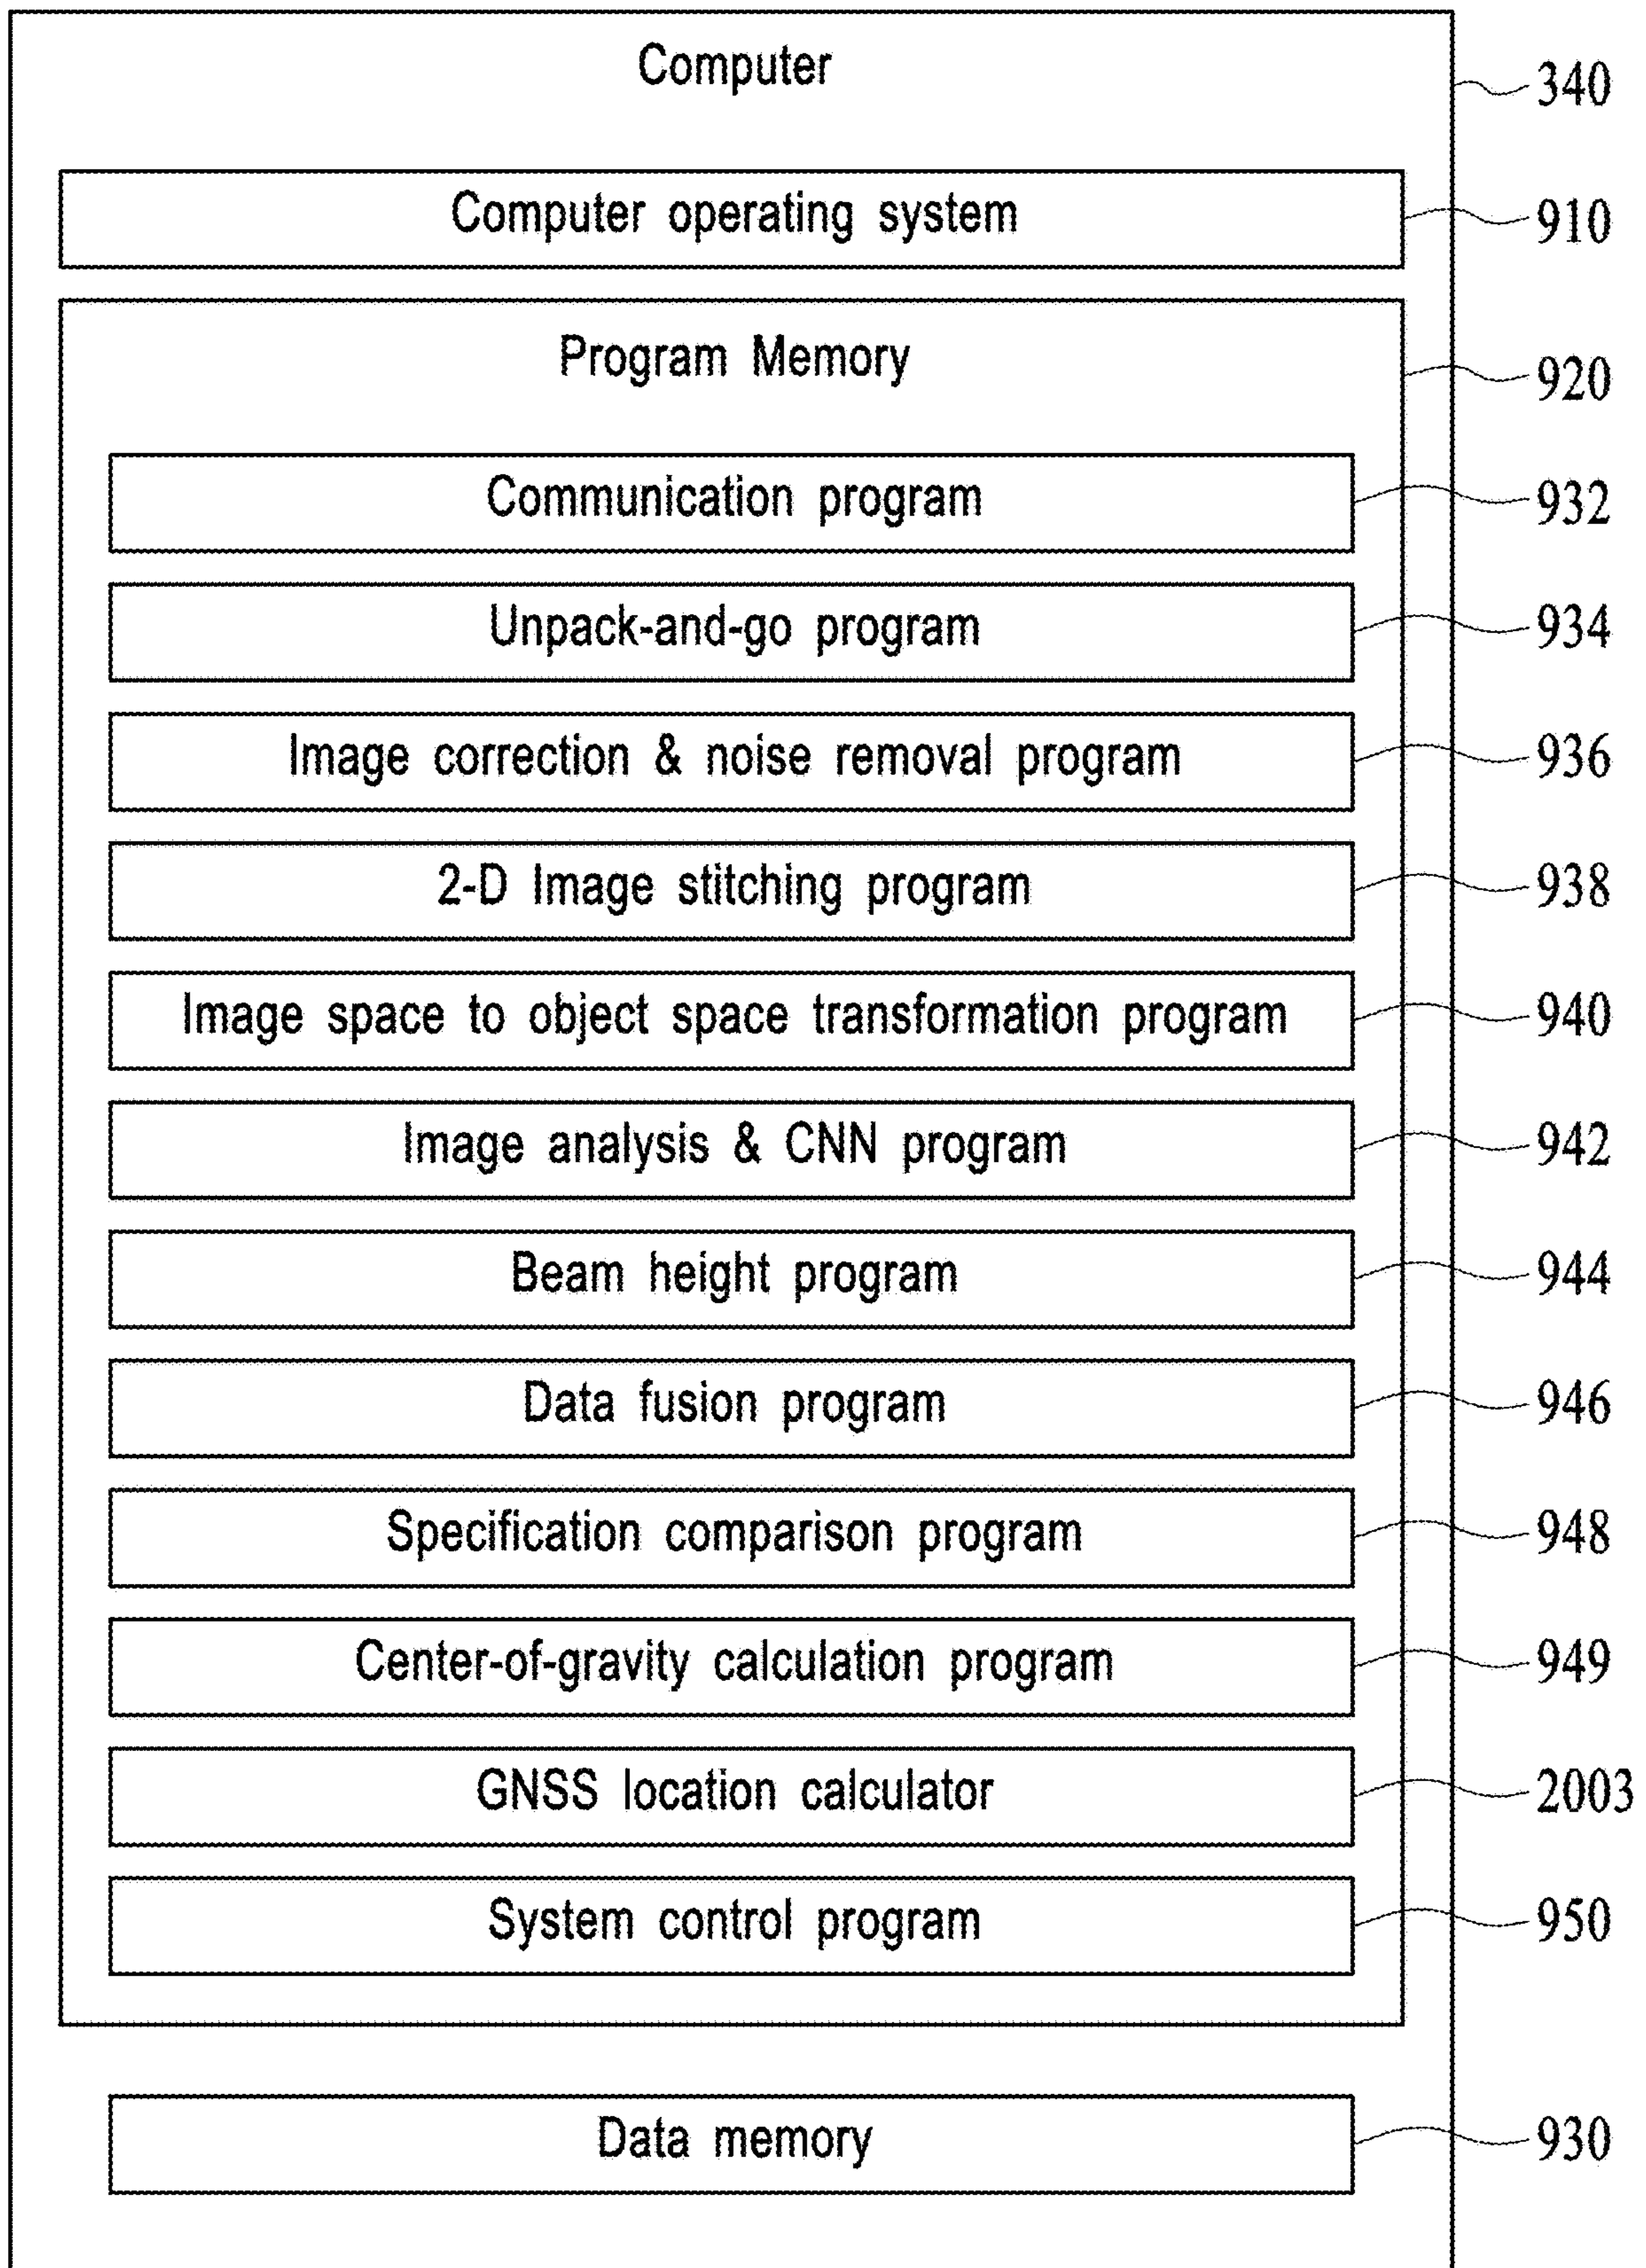 Computer 340
Computer operating system 910
Program Memory 920
Communication program 932
Unpack-and-go program 934
Image correction & noise removal program 936
2-D Image stitching program 938
Image space to object space transformation program 940
Image analysis & CNN program 942
Beam height program 944
Data fusion program 946
Specification comparison program 948
Center-of-gravity calculation program 949
GNSS location calculator 2003
System control program 950
Data memory 930